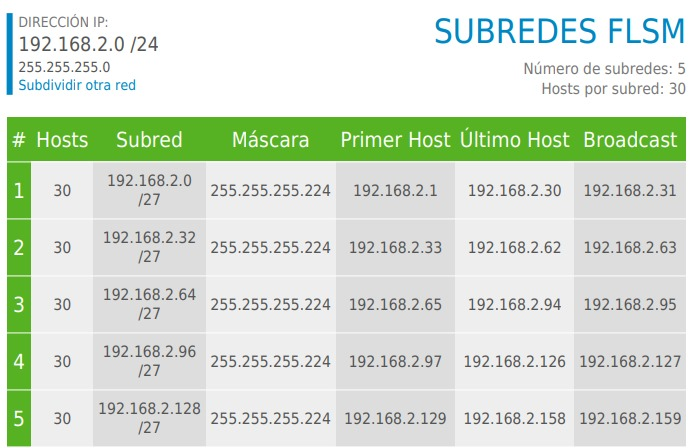 DIRECCIÓN IP:
192.168.2.0 /24
255.255.255.0
Subdividir otra red
SUBREDES FLSM
Número de subredes: 5
Hosts por subred: 30
# Hosts Subred Máscara Primer Host Último Host Broadcast
1 30 192.168.2.0 /27 255.255.255.224 192.168.2.1 192.168.2.30 192.168.2.31
2 30 192.168.2.32 /27 255.255.255.224 192.168.2.33 192.168.2.62 192.168.2.63
3 30 192.168.2.64 /27 255.255.255.224 192.168.2.65 192.168.2.94 192.168.2.95
4 30 192.168.2.96 /27 255.255.255.224 192.168.2.97 192.168.2.126 192.168.2.127
5 30 192.168.2.128 /27 255.255.255.224 192.168.2.129 192.168.2.158 192.168.2.159